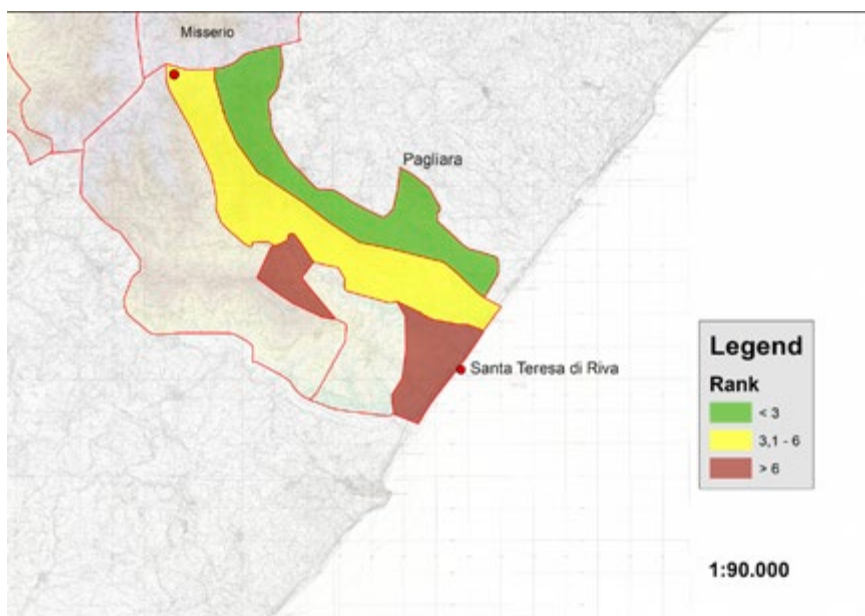 Misserio
Pagliara
Santa Teresa di Riva
Legend
Rank
< 3
3,1 - 6
> 6
1:90.000